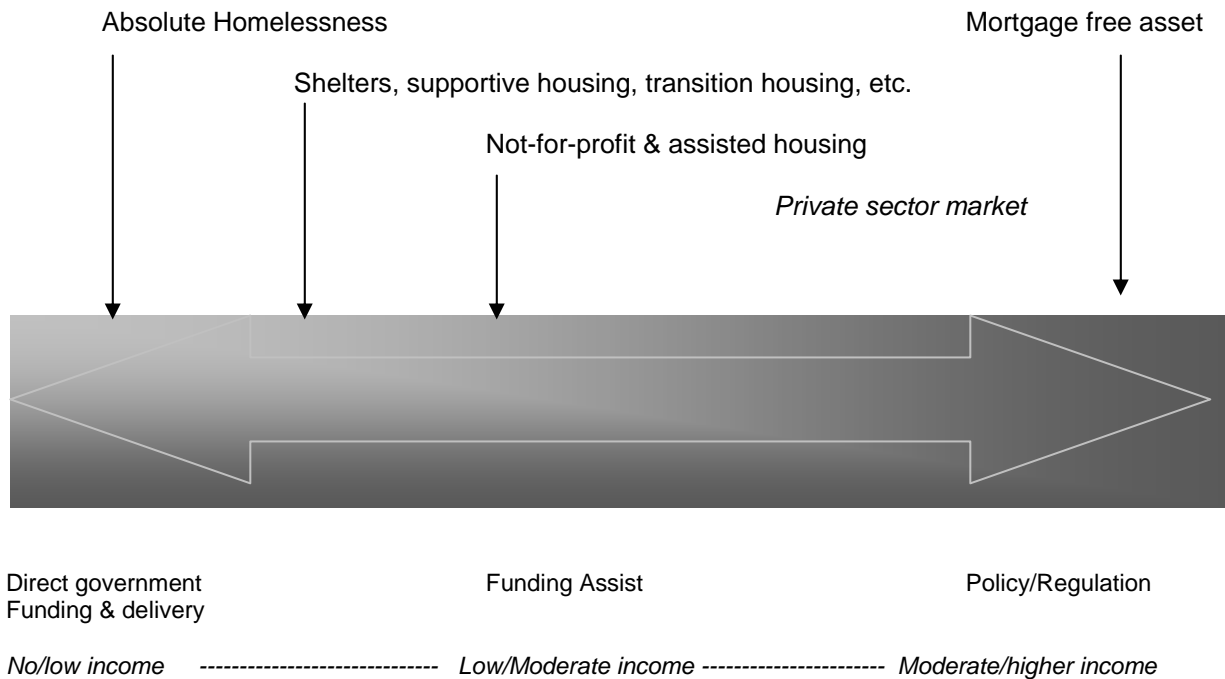 Absolute Homelessness
Mortgage free asset
Shelters, supportive housing, transition housing, etc.
Not-for-profit & assisted housing
Private sector market
Direct government
Funding & delivery
Funding Assist
Policy/Regulation
No/low income ------------------------------ Low/Moderate income ----------------------- Moderate/higher income